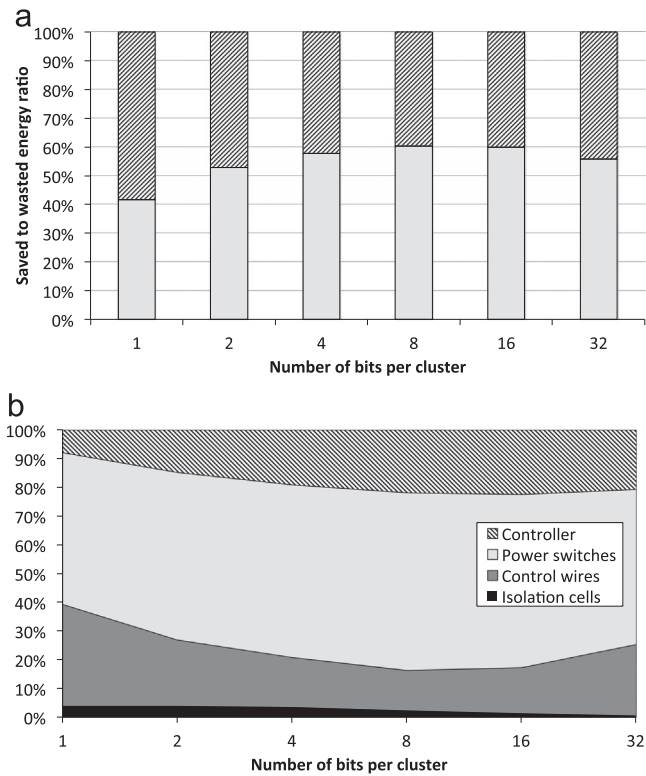 a
100%
90%
80%
70%
60%
50%
40%
30%
20%
10%
0%
Saved to wasted energy ratio
1 2 4 8 16 32
Number of bits per cluster
b
100%
90%
80%
70%
60%
50%
40%
30%
20%
10%
0%
Controller
Power switches
Control wires
Isolation cells
1 2 4 8 16 32
Number of bits per cluster